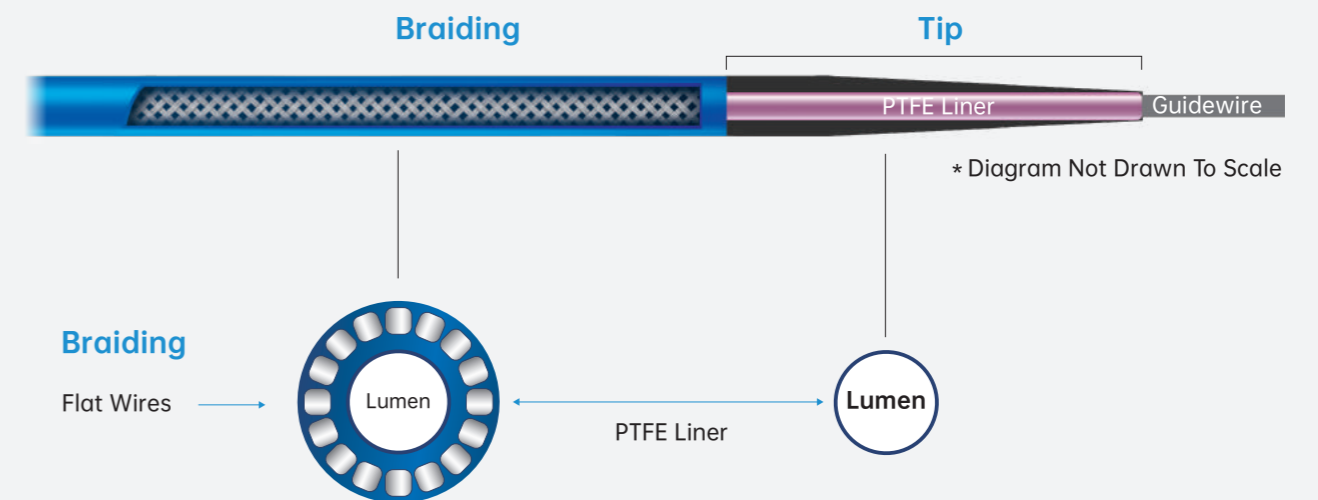 Braiding
Tip
PTFE Liner
Guidewire
* Diagram Not Drawn To Scale
Braiding
Flat Wires
Lumen
Lumen
PTFE Liner